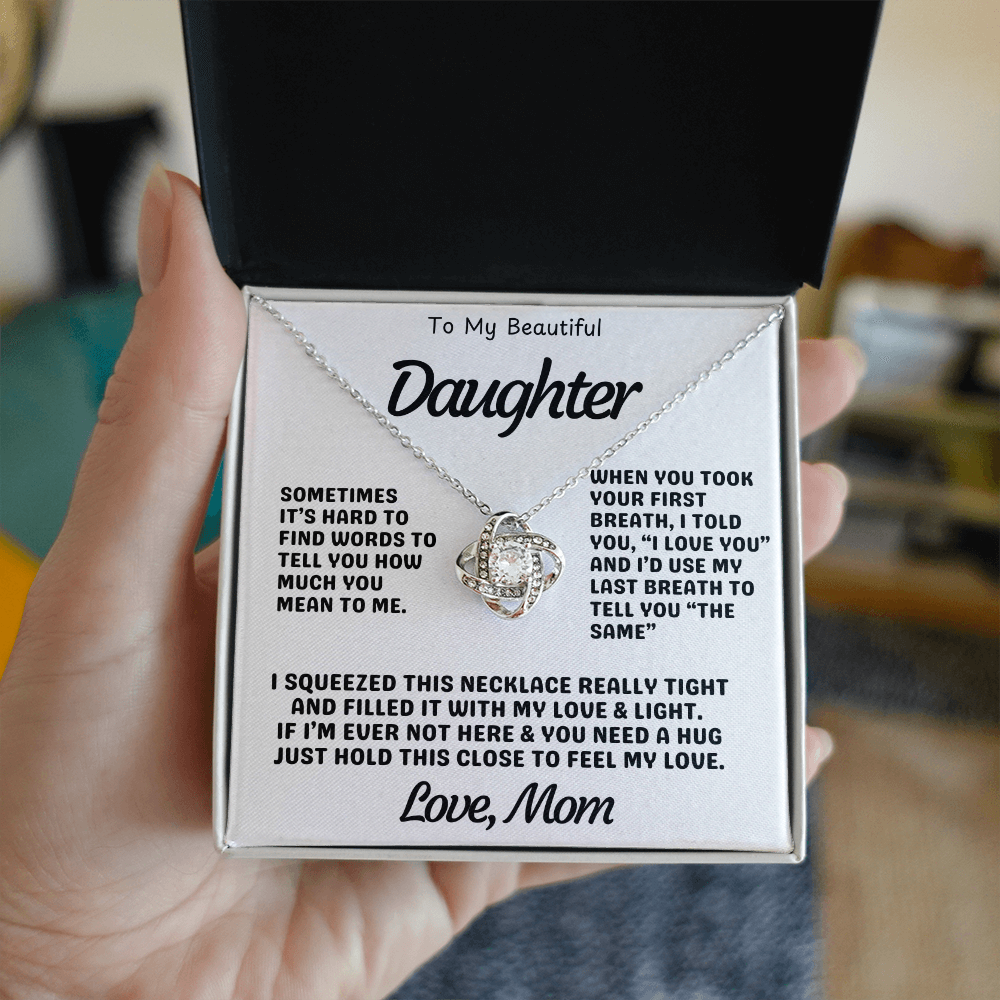 To My Beautiful
Daughter
SOMETIMES
IT'S HARD TO
FIND WORDS TO
TELL YOU HOW
MUCH YOU
MEAN TO ME.
WHEN YOU TOOK
YOUR FIRST
BREATH, I TOLD
YOU, “I LOVE YOU”
AND I'D USE MY
LAST BREATH TO
TELL YOU “THE
SAME”
I SQUEEZED THIS NECKLACE REALLY TIGHT
AND FILLED IT WITH MY LOVE & LIGHT.
IF I'M EVER NOT HERE & YOU NEED A HUG
JUST HOLD THIS CLOSE TO FEEL MY LOVE.
Love, Mom